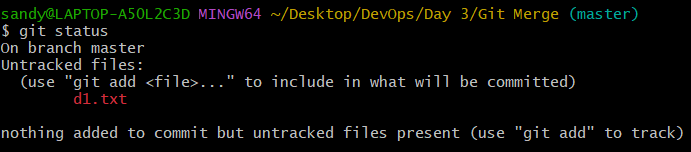 sandy@LAPTOP-A5OL2C3D MINGW64 ~/Desktop/DevOps/Day 3/Git Merge (master)
$ git status
On branch master
Untracked files:
  (use "git add <file>..." to include in what will be committed)
        d1.txt

nothing added to commit but untracked files present (use "git add" to track)